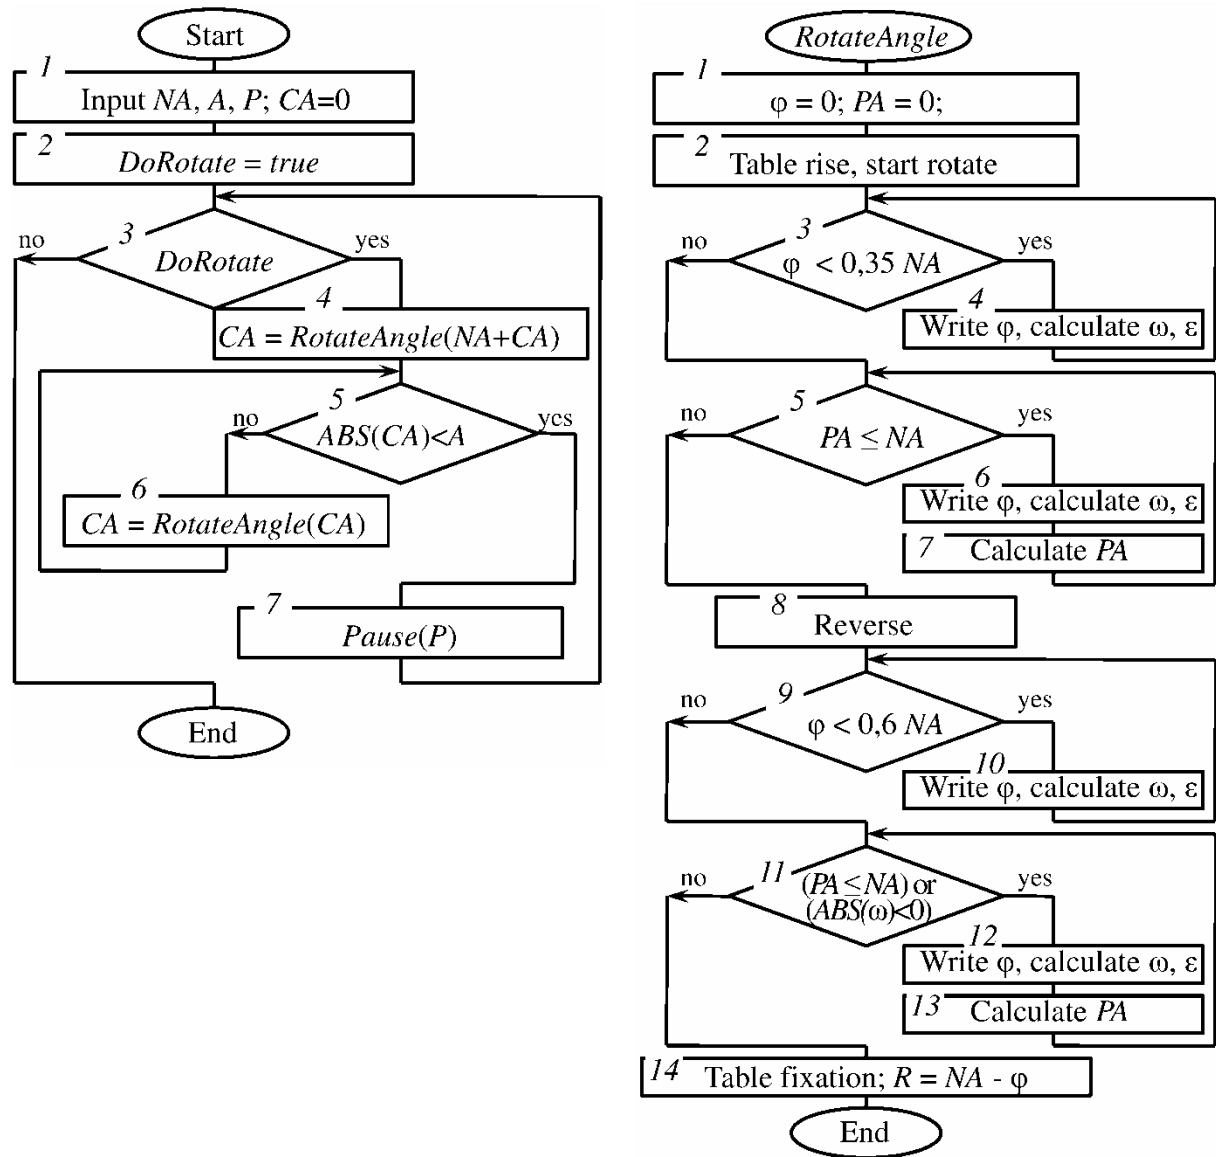 Start
1
Input NA, A, P; CA=0
2
DoRotate = true
3
no
yes
DoRotate
4
CA = RotateAngle(NA+CA)
5
no
yes
ABS(CA)<A
6
CA = RotateAngle(CA)
7
Pause(P)
End
RotateAngle
1
φ = 0; PA = 0;
2
Table rise, start rotate
3
no
yes
φ < 0,35 NA
4
Write φ, calculate ω, ε
5
no
yes
PA ≤ NA
6
Write φ, calculate ω, ε
7 Calculate PA
8
Reverse
9
no
yes
φ < 0,6 NA
10
Write φ, calculate ω, ε
11
no
yes
(PA ≤ NA) or
(ABS(ω)<0)
12
Write φ, calculate ω, ε
13 Calculate PA
14 Table fixation; R = NA - φ
End